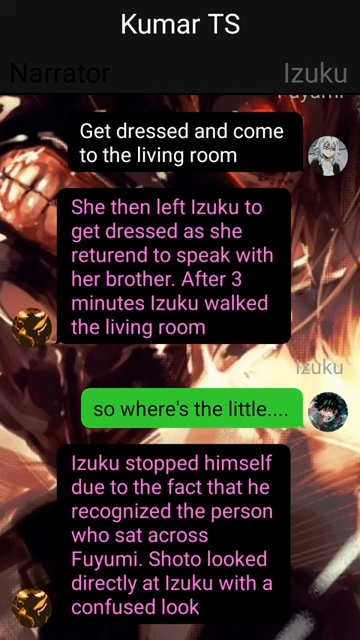 Kumar TS
Narrator
Izuku
Fuyumi
Get dressed and come
to the living room
She then left Izuku to
get dressed as she
returend to speak with
her brother. After 3
minutes Izuku walked
the living room
Izuku
so where's the little....
Izuku stopped himself
due to the fact that he
recognized the person
who sat across
Fuyumi. Shoto looked
directly at Izuku with a
confused look